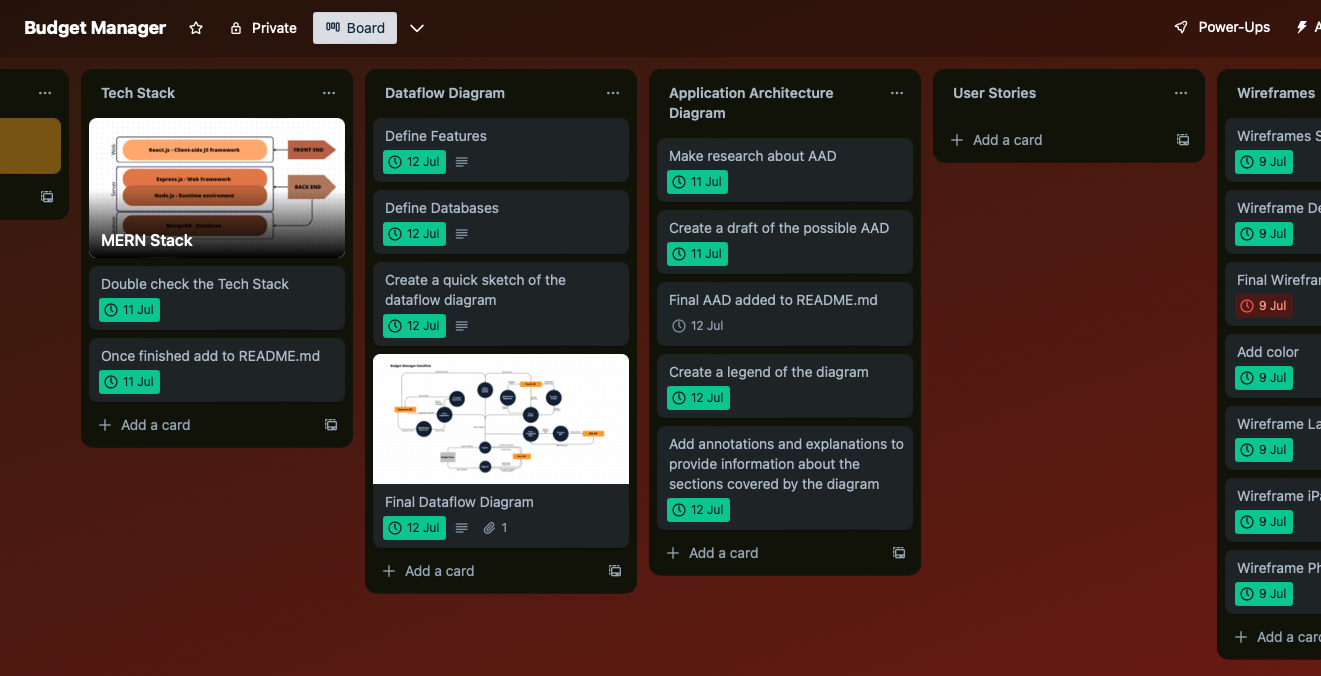 Budget Manager
Private
Board
Power-Ups
Tech Stack
React.js - Client-side JS framework
FRONT END
Express.js - Web Framework
Node.js - Runtime enviroment
BACK END
MongoDB - Database
MERN Stack
Double check the Tech Stack
11 Jul
Once finished add to README.md
11 Jul
Add a card
Dataflow Diagram
Define Features
12 Jul
Define Databases
12 Jul
Create a quick sketch of the
dataflow diagram
12 Jul
Budget Manager Dataflow
Final Dataflow Diagram
12 Jul
1
Add a card
Application Architecture
Diagram
Make research about AAD
11 Jul
Create a draft of the possible AAD
11 Jul
Final AAD added to README.md
12 Jul
Create a legend of the diagram
12 Jul
Add annotations and explanations to
provide information about the
sections covered by the diagram
12 Jul
Add a card
User Stories
Add a card
Wireframes
Wireframes S
9 Jul
Wireframe De
9 Jul
Final Wirefra
9 Jul
Add color
9 Jul
Wireframe La
9 Jul
Wireframe iPa
9 Jul
Wireframe Ph
9 Jul
Add a card